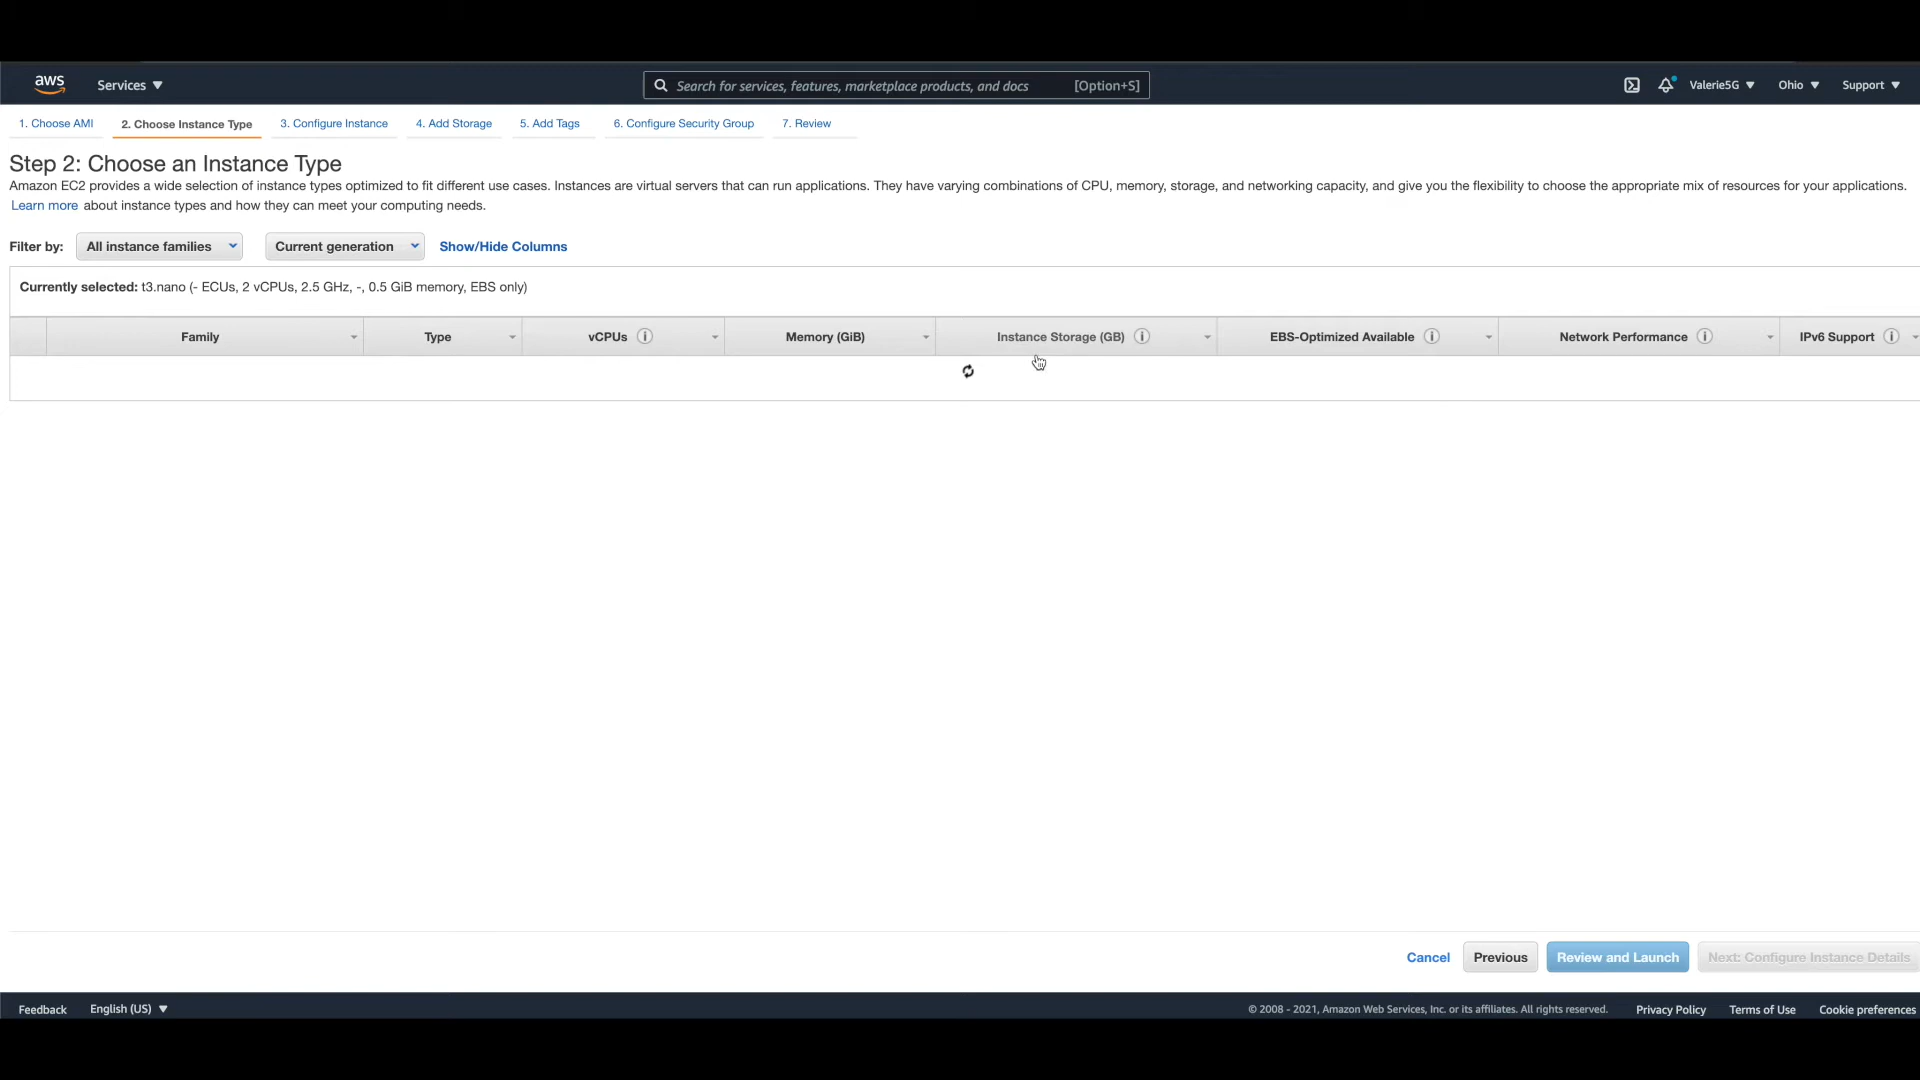 aws Services Search for services, features, marketplace products, and docs [Option+S] Valerie5G Ohio Support
1. Choose AMI 2. Choose Instance Type 3. Configure Instance 4. Add Storage 5. Add Tags 6. Configure Security Group 7. Review
Step 2: Choose an Instance Type
Amazon EC2 provides a wide selection of instance types optimized to fit different use cases. Instances are virtual servers that can run applications. They have varying combinations of CPU, memory, storage, and networking capacity, and give you the flexibility to choose the appropriate mix of resources for your applications.
Learn more about instance types and how they can meet your computing needs.
Filter by: All instance families Current generation Show/Hide Columns
Currently selected: t3.nano (- ECUs, 2 vCPUs, 2.5 GHz, -, 0.5 GiB memory, EBS only)
Family Type vCPUs i Memory (GiB) Instance Storage (GB) i EBS-Optimized Available i Network Performance i IPv6 Support i
Cancel Previous Review and Launch Next: Configure Instance Details
Feedback English (US) © 2008 - 2021, Amazon Web Services, Inc. or its affiliates. All rights reserved. Privacy Policy Terms of Use Cookie preferences